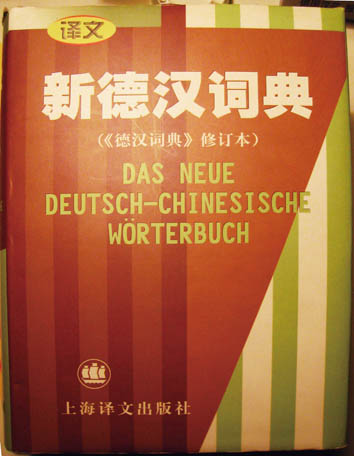 译文
新德汉词典
(《德汉词典》修订本)
DAS NEUE
DEUTSCH-CHINESISCHE
WÖRTERBUCH
上海译文出版社